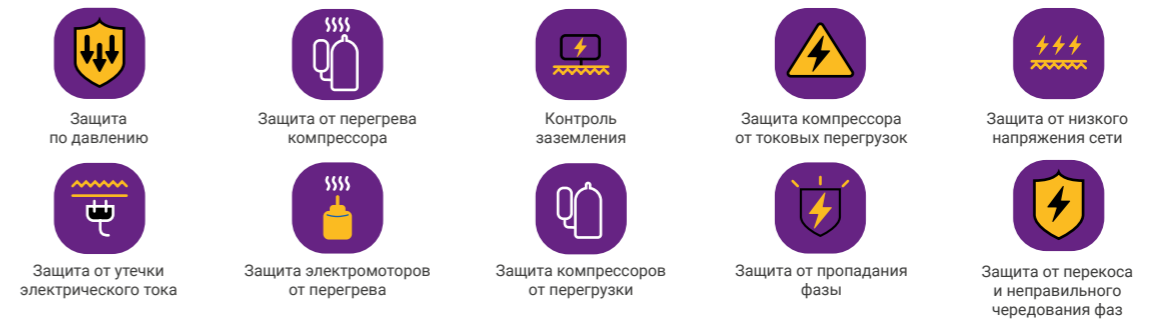 Защита
по давлению
Защита от перегрева
компрессора
Контроль
заземления
Защита компрессора
от токовых перегрузок
Защита от низкого
напряжения сети
Защита от утечки
электрического тока
Защита электромоторов
от перегрева
Защита компрессоров
от перегрузки
Защита от пропадания
фазы
Защита от перекоса
и неправильного
чередования фаз